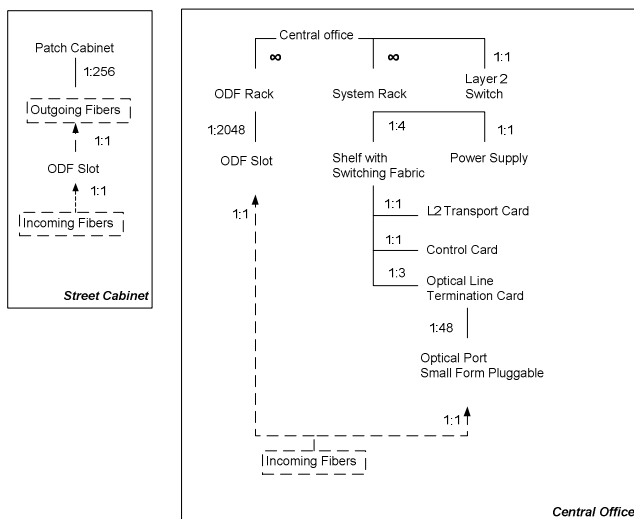 Patch Cabinet
1:256
Outgoing Fibers
1:1
ODF Slot
1:1
Incoming Fibers
Street Cabinet
Central office
∞
∞
1:1
ODF Rack
System Rack
Layer 2
Switch
1:2048
1:4
1:1
ODF Slot
Shelf with
Switching Fabric
Power Supply
1:1
1:1
L2 Transport Card
1:1
Control Card
1:3
Optical Line
Termination Card
1:48
Optical Port
Small Form Pluggable
1:1
Incoming Fibers
Central Office